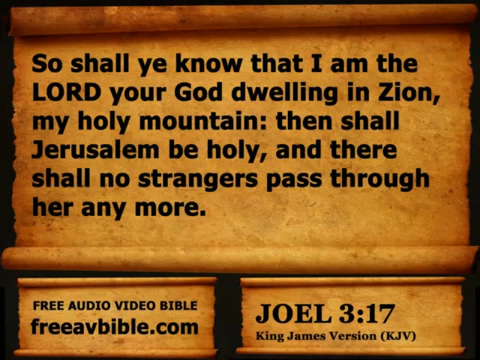 So shall ye know that I am the
LORD your God dwelling in Zion,
my holy mountain: then shall
Jerusalem be holy, and there
shall no strangers pass through
her any more.
FREE AUDIO VIDEO BIBLE
freeavbible.com
JOEL 3:17
King James Version (KJV)